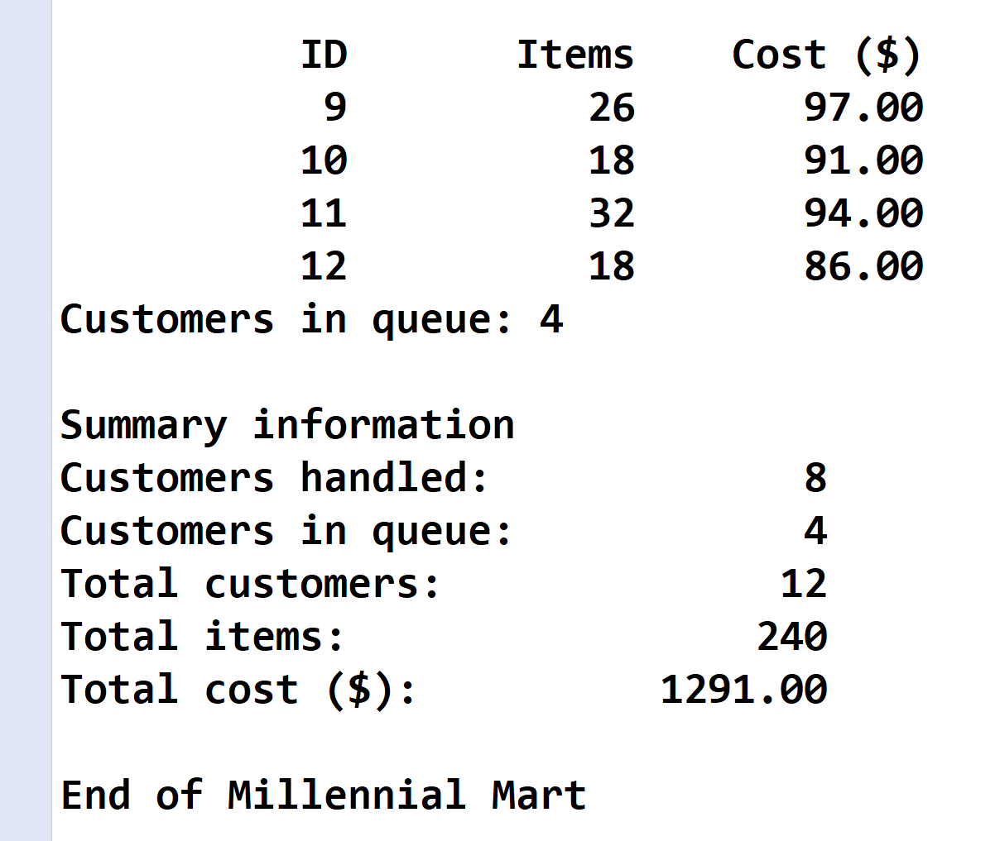 ID Items Cost ($)
9 26 97.00
10 18 91.00
11 32 94.00
12 18 86.00
Customers in queue: 4
Summary information
Customers handled: 8
Customers in queue: 4
Total customers: 12
Total items: 240
Total cost ($): 1291.00
End of Millennial Mart